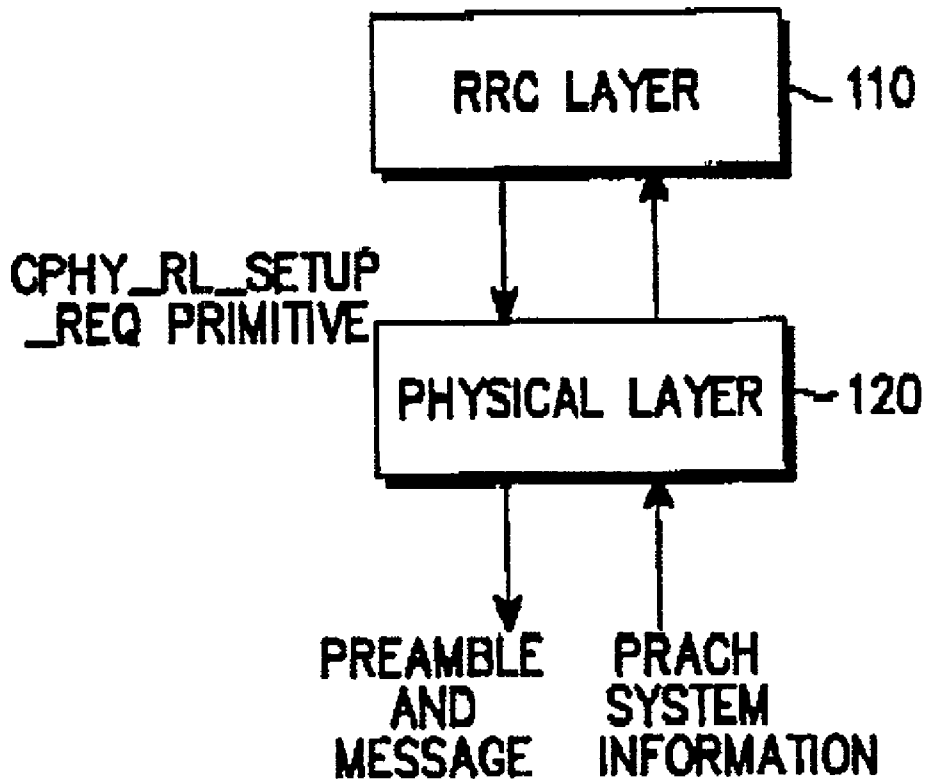 RRC LAYER
110
CPHY_RL_SETUP
_REQ PRIMITIVE
PHYSICAL LAYER
120
PREAMBLE
AND
MESSAGE
PRACH
SYSTEM
INFORMATION